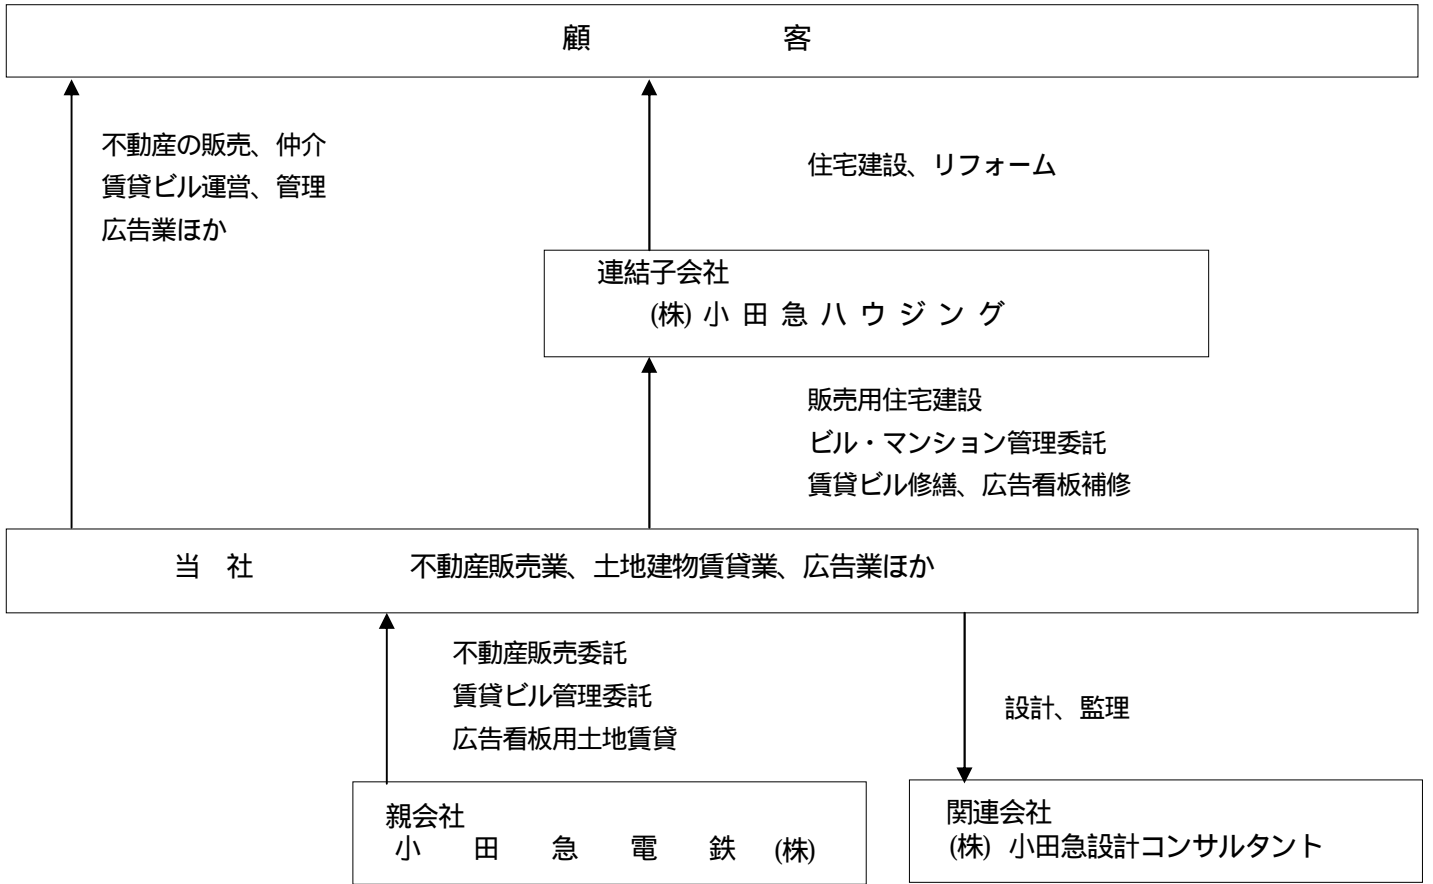 顧 客
不動産の販売、仲介
賃貸ビル運営、管理
広告業ほか
住宅建設、リフォーム
連結子会社
(株) 小 田 急 ハ ウ ジ ン グ
販売用住宅建設
ビル・マンション管理委託
賃貸ビル修繕、広告看板補修
当 社 不動産販売業、土地建物賃貸業、広告業ほか
不動産販売委託
賃貸ビル管理委託
広告看板用土地賃貸
設計、監理
親会社
小 田 急 電 鉄 (株)
関連会社
(株) 小田急設計コンサルタント